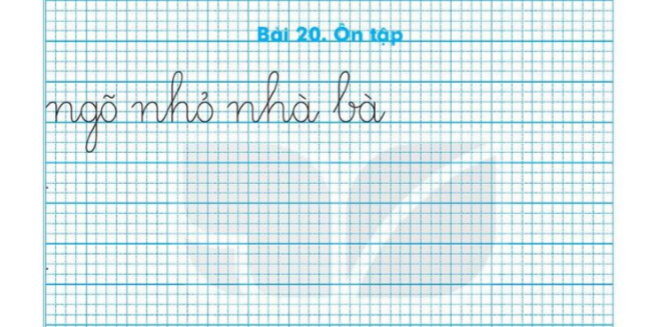 Bài 20. Ôn tập
ngõ nhỏ nhà bà